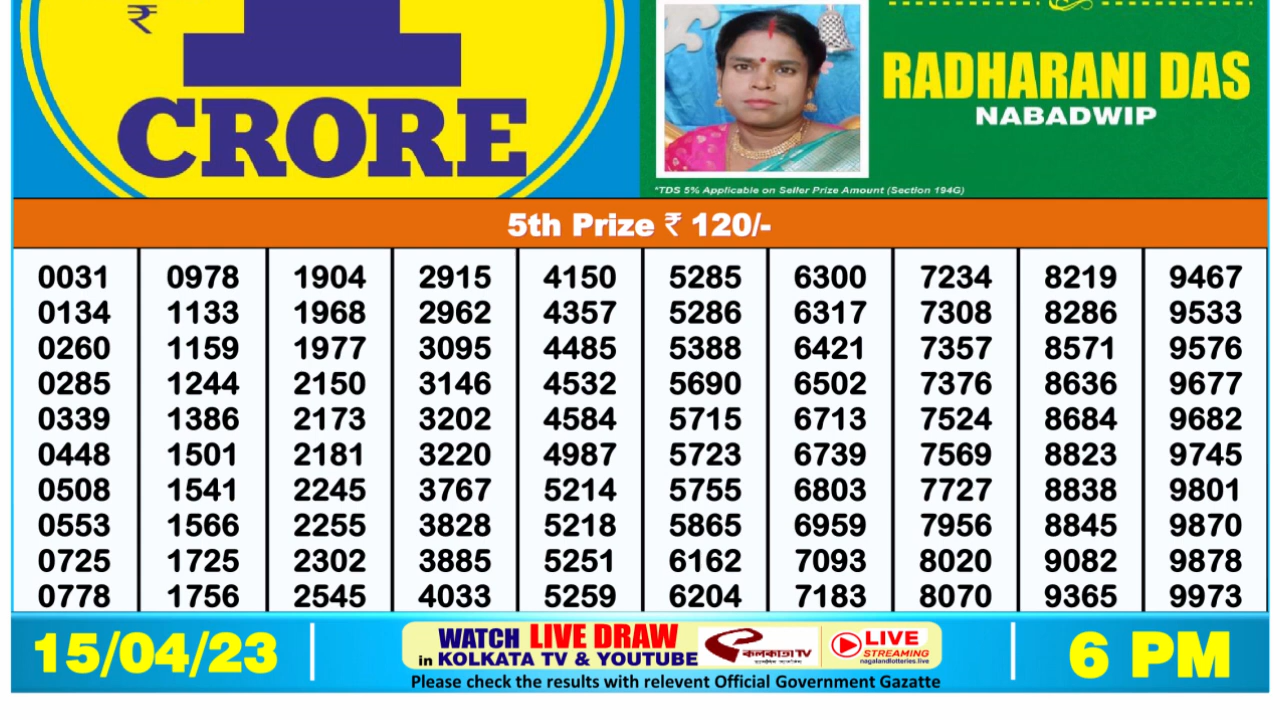 ₹
1
CRORE
RADHARANI DAS
NABADWIP
*TDS 5% Applicable on Seller Prize Amount (Section 194G)
5th Prize ₹ 120/-
0031 0978 1904 2915 4150 5285 6300 7234 8219 9467
0134 1133 1968 2962 4357 5286 6317 7308 8286 9533
0260 1159 1977 3095 4485 5388 6421 7357 8571 9576
0285 1244 2150 3146 4532 5690 6502 7376 8636 9677
0339 1386 2173 3202 4584 5715 6713 7524 8684 9682
0448 1501 2181 3220 4987 5723 6739 7569 8823 9745
0508 1541 2245 3767 5214 5755 6803 7727 8838 9801
0553 1566 2255 3828 5218 5865 6959 7956 8845 9870
0725 1725 2302 3885 5251 6162 7093 8020 9082 9878
0778 1756 2545 4033 5259 6204 7183 8070 9365 9973
15/04/23
WATCH LIVE DRAW
in KOLKATA TV & YOUTUBE
কলকাতা TV
LIVE
STREAMING
nagalandlotteries.live
Please check the results with relevent Official Government Gazatte
6 PM